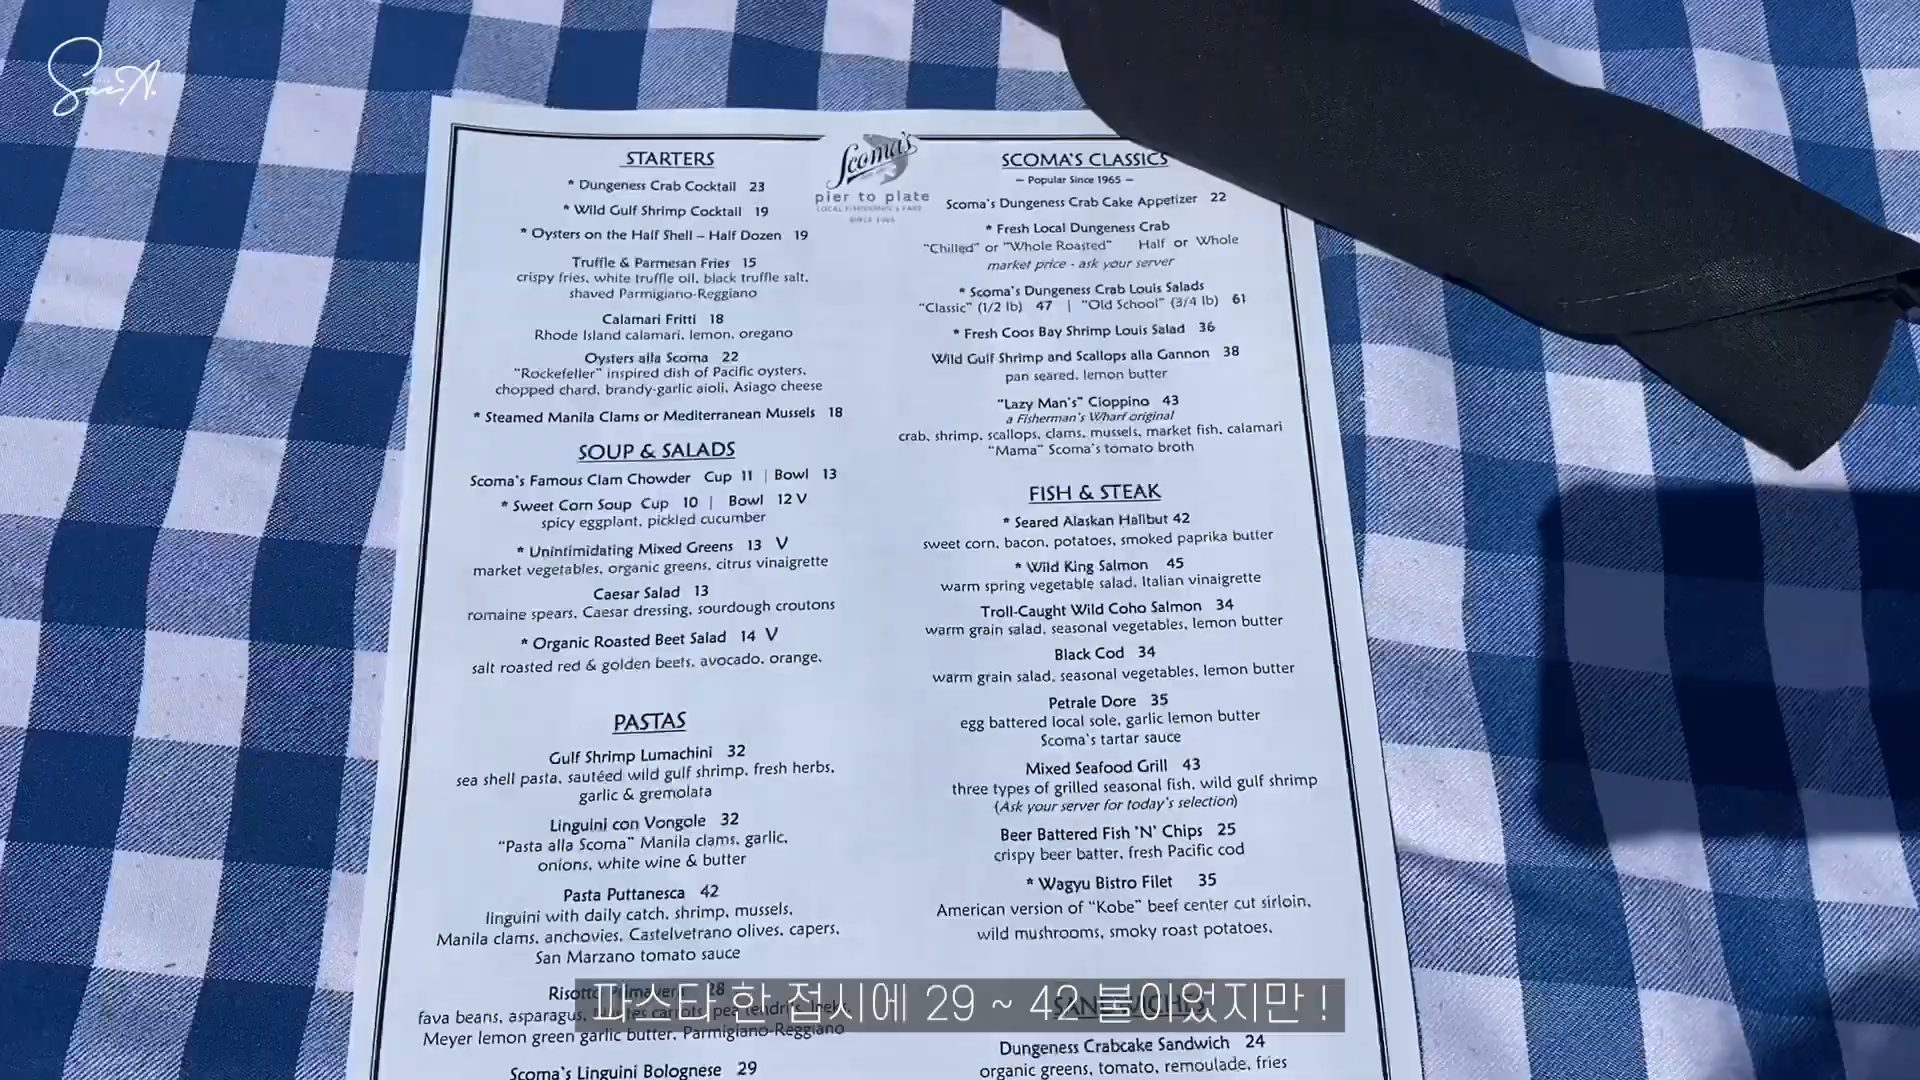 SaeA.
STARTERS
* Dungeness Crab Cocktail 23
* Wild Gulf Shrimp Cocktail 19
* Oysters on the Half Shell – Half Dozen 19
Truffle & Parmesan Fries 15
crispy fries, white truffle oil, black truffle salt,
shaved Parmigiano-Reggiano
Calamari Fritti 18
Rhode Island calamari, lemon, oregano
Oysters alla Scoma 22
"Rockefeller" inspired dish of Pacific oysters,
chopped chard, brandy-garlic aioli, Asiago cheese
* Steamed Manila Clams or Mediterranean Mussels 18
SOUP & SALADS
Scoma's Famous Clam Chowder Cup 11 | Bowl 13
* Sweet Corn Soup Cup 10 | Bowl 12 V
spicy eggplant, pickled cucumber
* Unintimidating Mixed Greens 13 V
market vegetables, organic greens, citrus vinaigrette
Caesar Salad 13
romaine spears, Caesar dressing, sourdough croutons
* Organic Roasted Beet Salad 14 V
salt roasted red & golden beets, avocado, orange,
PASTAS
Gulf Shrimp Lumachini 32
sea shell pasta, sautéed wild gulf shrimp, fresh herbs,
garlic & gremolata
Linguini con Vongole 32
"Pasta alla Scoma" Manila clams, garlic,
onions, white wine & butter
Pasta Puttanesca 42
linguini with daily catch, shrimp, mussels,
Manila clams, anchovies, Castelvetrano olives, capers,
San Marzano tomato sauce
Risotto Primavera 28
fava beans, asparagus, carrots, pea tendrils, leeks,
Meyer lemon green garlic butter, Parmigiano-Reggiano
Scoma's Linguini Bolognese 29
Scoma's
pier to plate
SINCE 1965
SCOMA'S CLASSICS
– Popular Since 1965 –
Scoma's Dungeness Crab Cake Appetizer 22
* Fresh Local Dungeness Crab
"Chilled" or "Whole Roasted" Half or Whole
market price - ask your server
* Scoma's Dungeness Crab Louis Salads
"Classic" (1/2 lb) 47 | "Old School" (3/4 lb) 61
* Fresh Coos Bay Shrimp Louis Salad 36
Wild Gulf Shrimp and Scallops alla Gannon 38
pan seared, lemon butter
"Lazy Man's" Cioppino 43
a Fisherman's Wharf original
crab, shrimp, scallops, clams, mussels, market fish, calamari
"Mama" Scoma's tomato broth
FISH & STEAK
* Seared Alaskan Halibut 42
sweet corn, bacon, potatoes, smoked paprika butter
* Wild King Salmon 45
warm spring vegetable salad, Italian vinaigrette
Troll-Caught Wild Coho Salmon 34
warm grain salad, seasonal vegetables, lemon butter
Black Cod 34
warm grain salad, seasonal vegetables, lemon butter
Petrale Dore 35
egg battered local sole, garlic lemon butter
Scoma's tartar sauce
Mixed Seafood Grill 43
three types of grilled seasonal fish, wild gulf shrimp
(Ask your server for today's selection)
Beer Battered Fish 'N' Chips 25
crispy beer batter, fresh Pacific cod
* Wagyu Bistro Filet 35
American version of "Kobe" beef center cut sirloin,
wild mushrooms, smoky roast potatoes,
SANDWICHES
Dungeness Crabcake Sandwich 24
organic greens, tomato, remoulade, fries
파스타 한 접시에 29 ~ 42 불이었지만 !